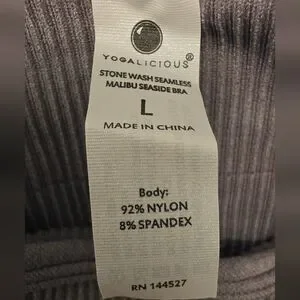 YOGALICIOUS®
STONE WASH SEAMLESS
MALIBU SEASIDE BRA
L
MADE IN CHINA
Body:
92% NYLON
8% SPANDEX
RN 144527